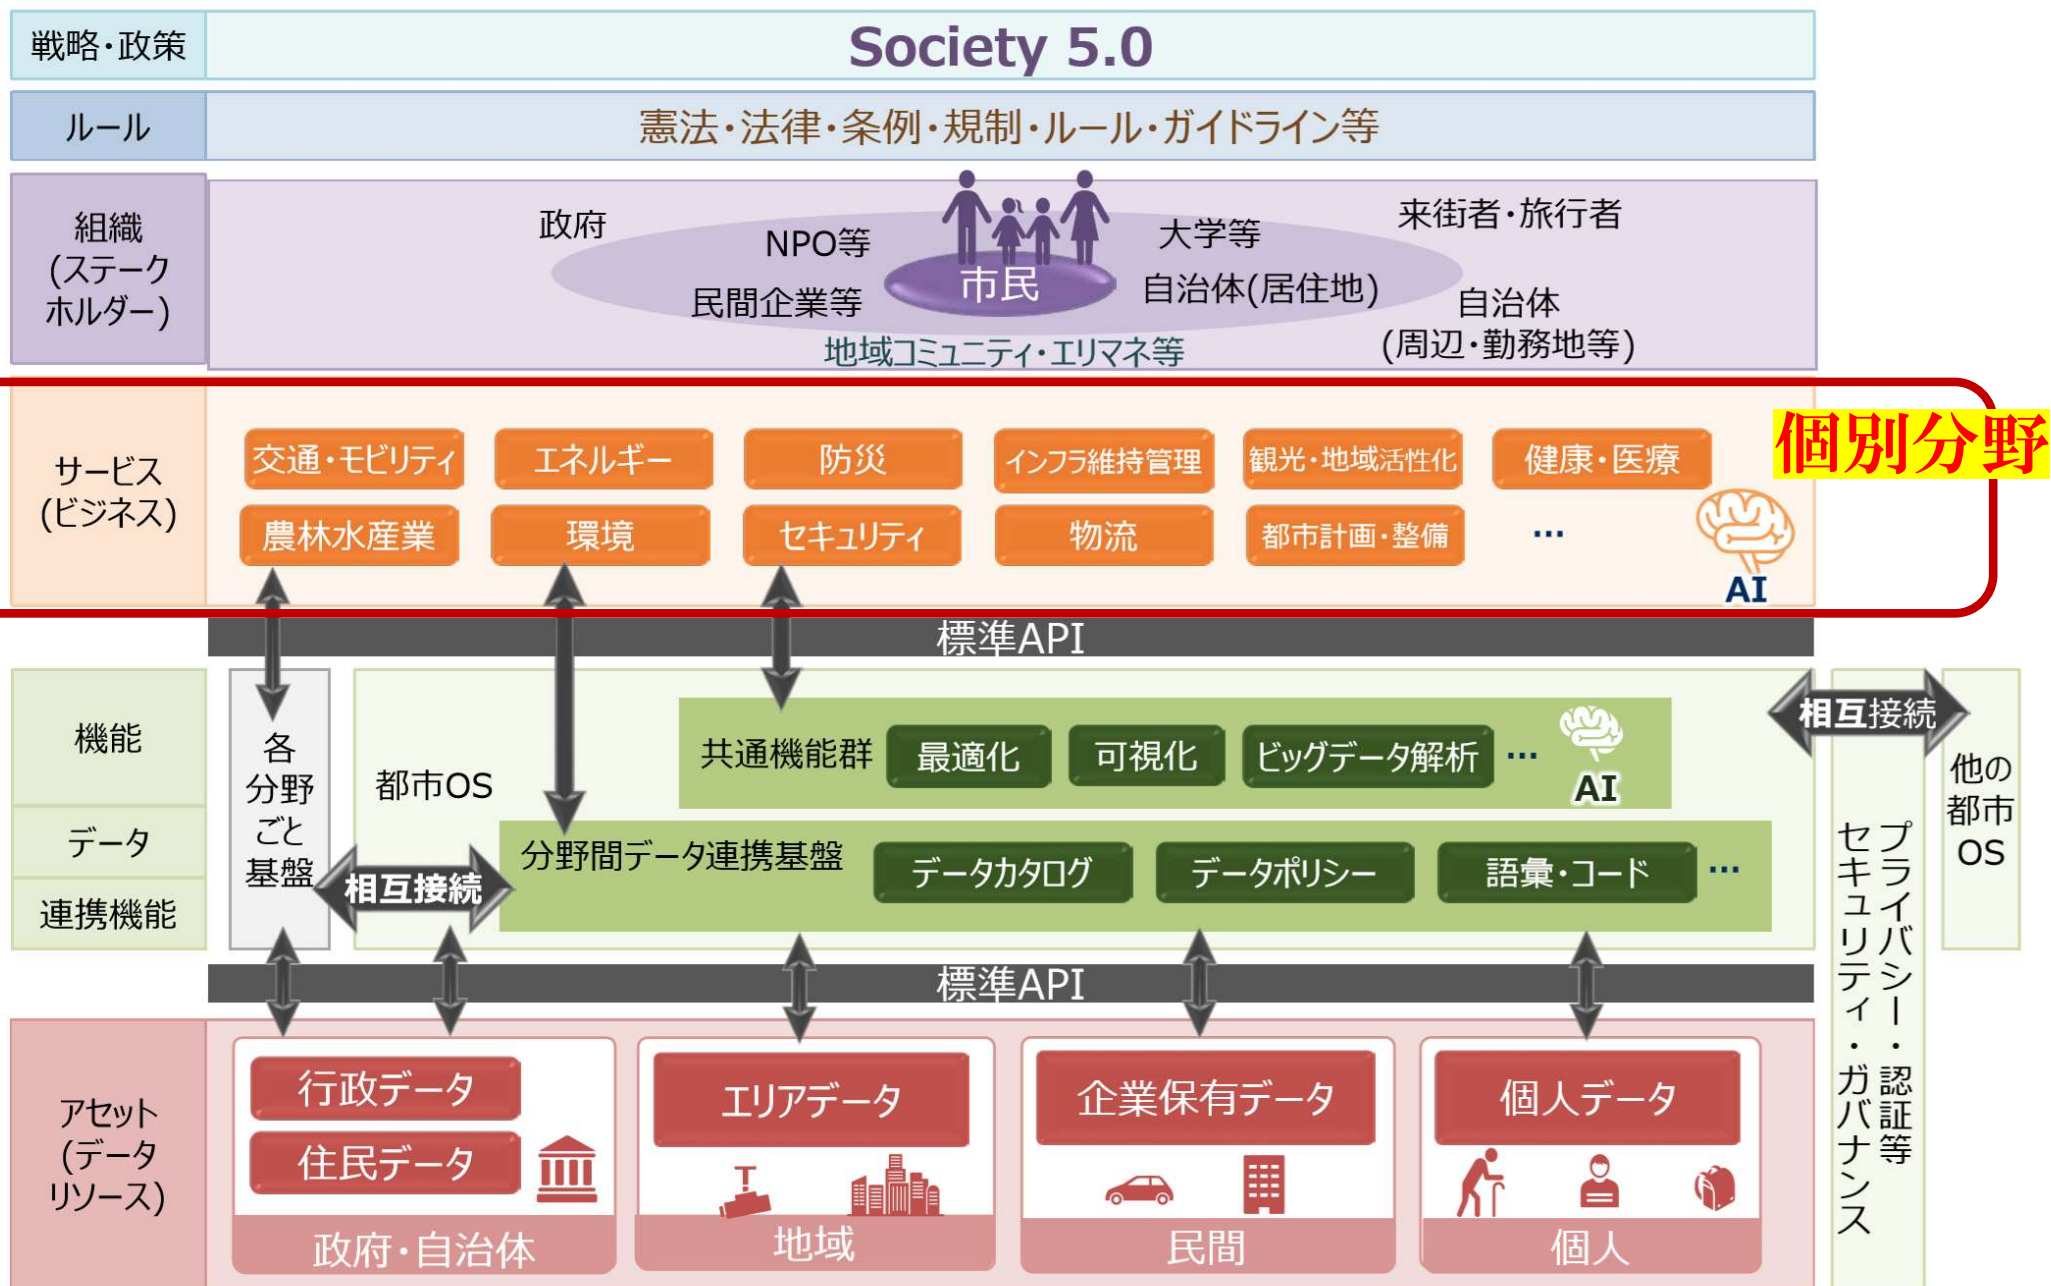 戦略・政策
Society 5.0
ルール
憲法・法律・条例・規制・ルール・ガイドライン等
組織
(ステーク
ホルダー)
政府
NPO等
民間企業等
市民
大学等
自治体(居住地)
来街者・旅行者
自治体
(周辺・勤務地等)
地域コミュニティ・エリマネ等
サービス
(ビジネス)
交通・モビリティ
エネルギー
防災
インフラ維持管理
観光・地域活性化
健康・医療
個別分野
農林水産業
環境
セキュリティ
物流
都市計画・整備
…
AI
標準API
機能
データ
連携機能
各
分野
ごと
基盤
都市OS
共通機能群
最適化
可視化
ビッグデータ解析
…
AI
相互接続
分野間データ連携基盤
データカタログ
データポリシー
語彙・コード
…
相互接続
他の
都市
OS
プライバシー・認証等
セキュリティ・ガバナンス
標準API
アセット
(データ
リソース)
行政データ
住民データ
政府・自治体
エリアデータ
地域
企業保有データ
民間
個人データ
個人